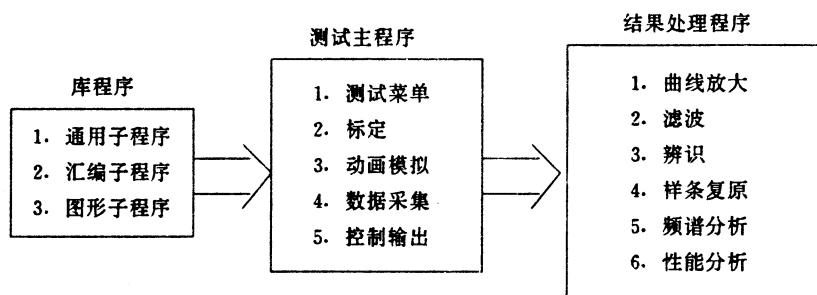 库程序
1. 通用子程序
2. 汇编子程序
3. 图形子程序
测试主程序
1. 测试菜单
2. 标定
3. 动画模拟
4. 数据采集
5. 控制输出
结果处理程序
1. 曲线放大
2. 滤波
3. 辨识
4. 样条复原
5. 频谱分析
6. 性能分析